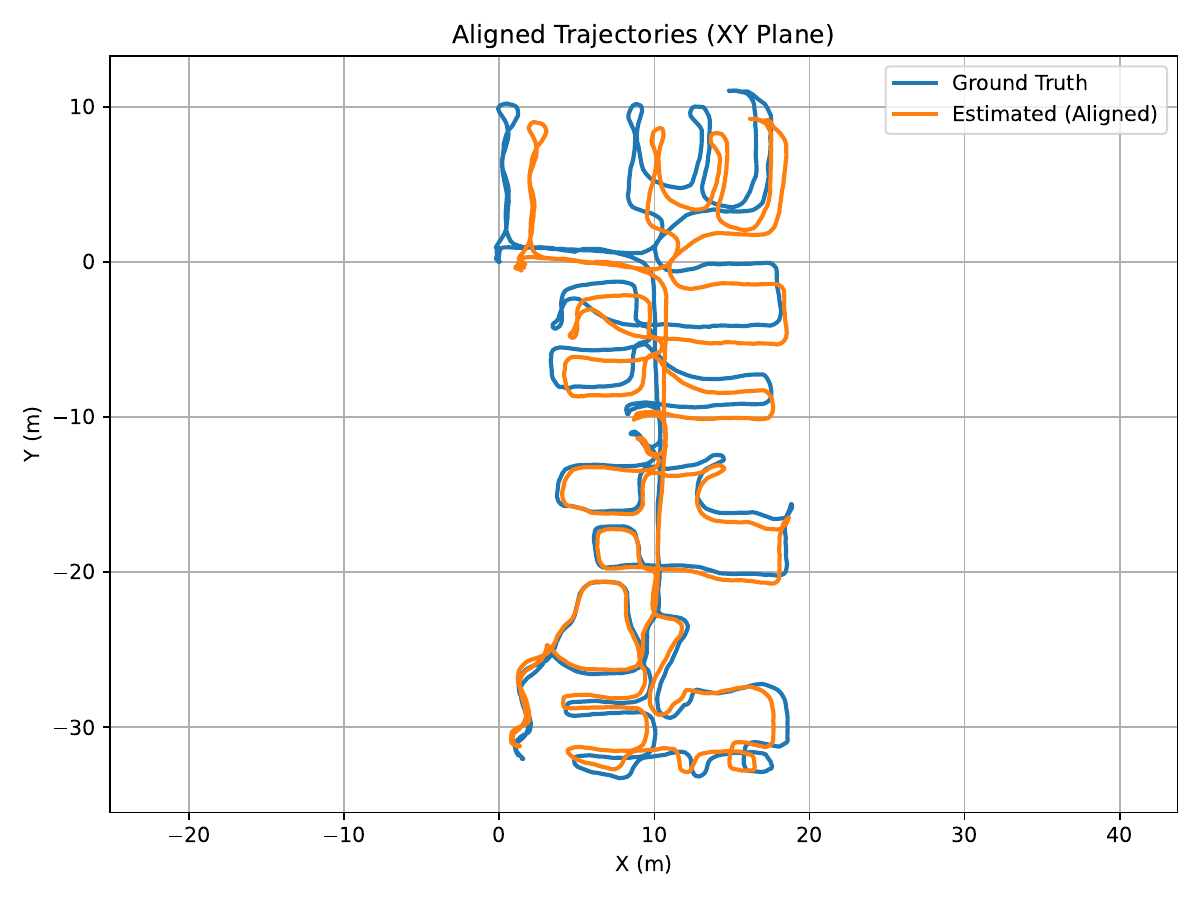 Aligned Trajectories (XY Plane)
Ground Truth
Estimated (Aligned)
10
0
−10
−20
−30
Y (m)
−20
−10
0
10
20
30
40
X (m)